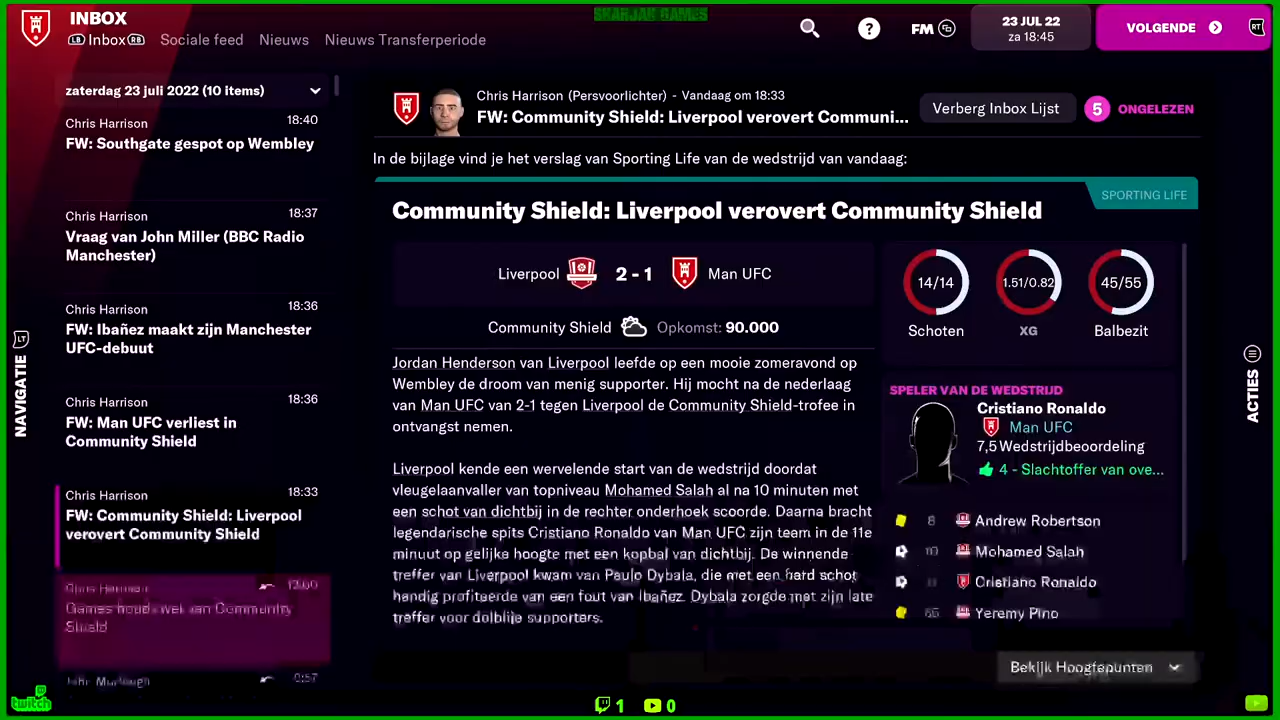 SKARJAN GAMES
INBOX
LB Inbox RB Sociale feed Nieuws Nieuws Transferperiode
FM
23 JUL 22
za 18:45
VOLGENDE
RT
zaterdag 23 juli 2022 (10 items)
Chris Harrison 18:40
FW: Southgate gespot op Wembley
Chris Harrison 18:37
Vraag van John Miller (BBC Radio
Manchester)
Chris Harrison 18:36
FW: Ibañez maakt zijn Manchester
UFC-debuut
Chris Harrison 18:36
FW: Man UFC verliest in
Community Shield
Chris Harrison 18:33
FW: Community Shield: Liverpool
verovert Community Shield
Community
Shield
LT
NAVIGATIE
Chris Harrison (Persvoorlichter) - Vandaag om 18:33
FW: Community Shield: Liverpool verovert Communi...
Verberg Inbox Lijst
5 ONGELEZEN
In de bijlage vind je het verslag van Sporting Life van de wedstrijd van vandaag:
SPORTING LIFE
Community Shield: Liverpool verovert Community Shield
Liverpool 2 - 1 Man UFC
Community Shield Opkomst: 90.000
Jordan Henderson van Liverpool leefde op een mooie zomeravond op
Wembley de droom van menig supporter. Hij mocht na de nederlaag
van Man UFC van 2-1 tegen Liverpool de Community Shield-trofee in
ontvangst nemen.
Liverpool kende een wervelende start van de wedstrijd doordat
vleugelaanvaller van topniveau Mohamed Salah al na 10 minuten met
een schot van dichtbij in de rechter onderhoek scoorde. Daarna bracht
legendarische spits Cristiano Ronaldo van Man UFC zijn team in de 11e
minuut op gelijke hoogte met een kopbal van dichtbij. De winnende
treffer van Liverpool kwam van Paulo Dybala, die met een hard schot
handig profiteerde van een fout van Ibañez. Dybala zorgde met zijn late
treffer voor dolblije supporters.
14/14
Schoten
1.51/0.82
XG
45/55
Balbezit
SPELER VAN DE WEDSTRIJD
Cristiano Ronaldo
Man UFC
7,5 Wedstrijdbeoordeling
4 - Slachtoffer van ove...
8 Andrew Robertson
10 Mohamed Salah
11 Cristiano Ronaldo
Yeremy Pino
Bekijk Hoogtepunten
ACTIES
twitch
1
0